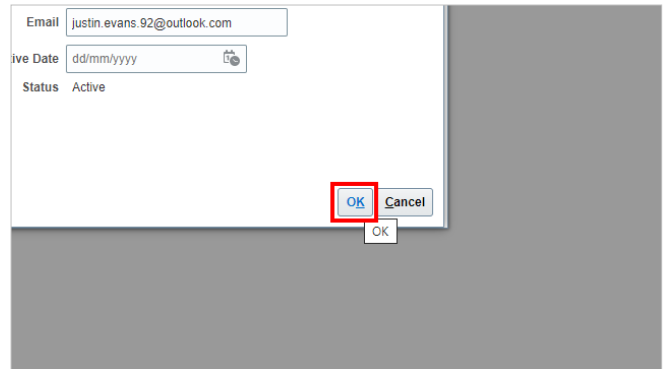 Email justin.evans.92@outlook.com
ive Date dd/mm/yyyy
Status Active
OK Cancel
OK